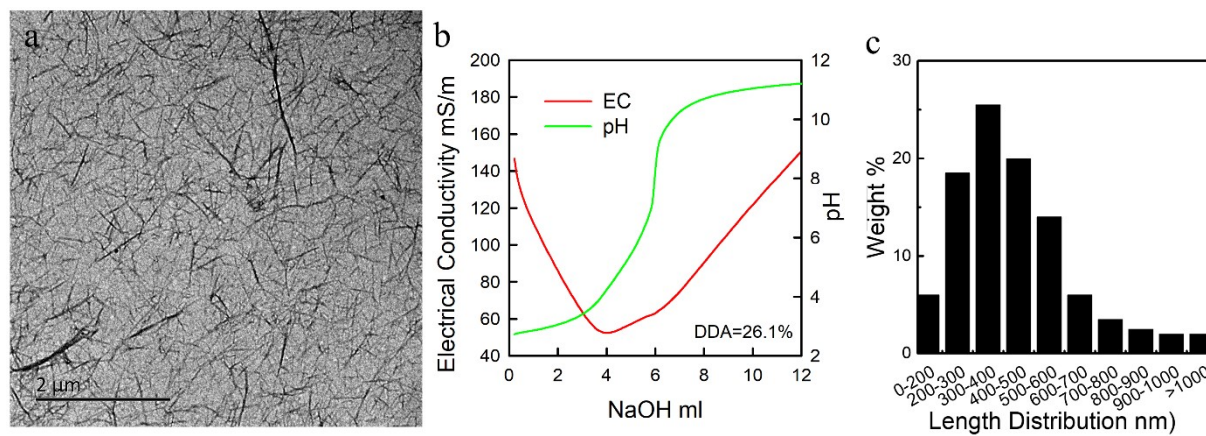 a
2 µm
b
200
180
160
140
120
100
80
60
40
Electrical Conductivity mS/m
EC
pH
DDA=26.1%
12
10
8
6
4
2
pH
0 2 4 6 8 10 12
NaOH ml
c
30
20
10
0
Weight %
0-200
200-300
300-400
400-500
500-600
600-700
700-800
800-900
900-1000
>1000
Length Distribution nm)